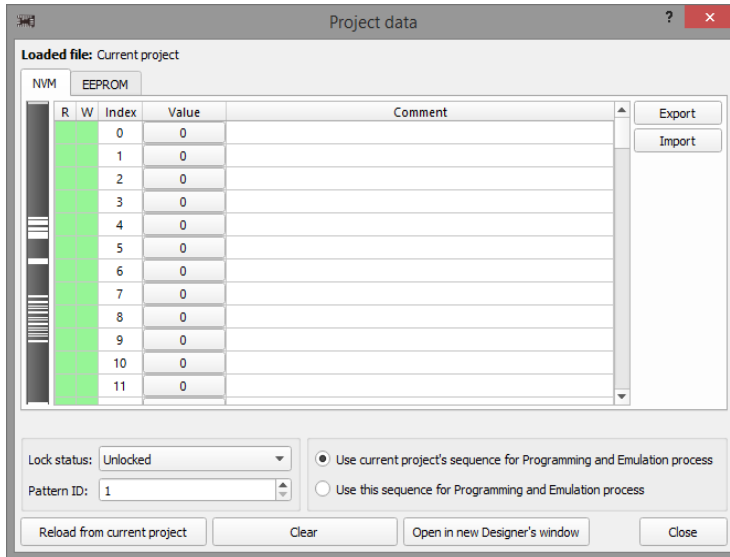 Project data
?
x
Loaded file: Current project
NVM EEPROM
R W Index Value Comment
0 0
1 0
2 0
3 0
4 0
5 0
6 0
7 0
8 0
9 0
10 0
11 0
Export
Import
Lock status: Unlocked
Pattern ID: 1
Use current project's sequence for Programming and Emulation process
Use this sequence for Programming and Emulation process
Reload from current project
Clear
Open in new Designer's window
Close